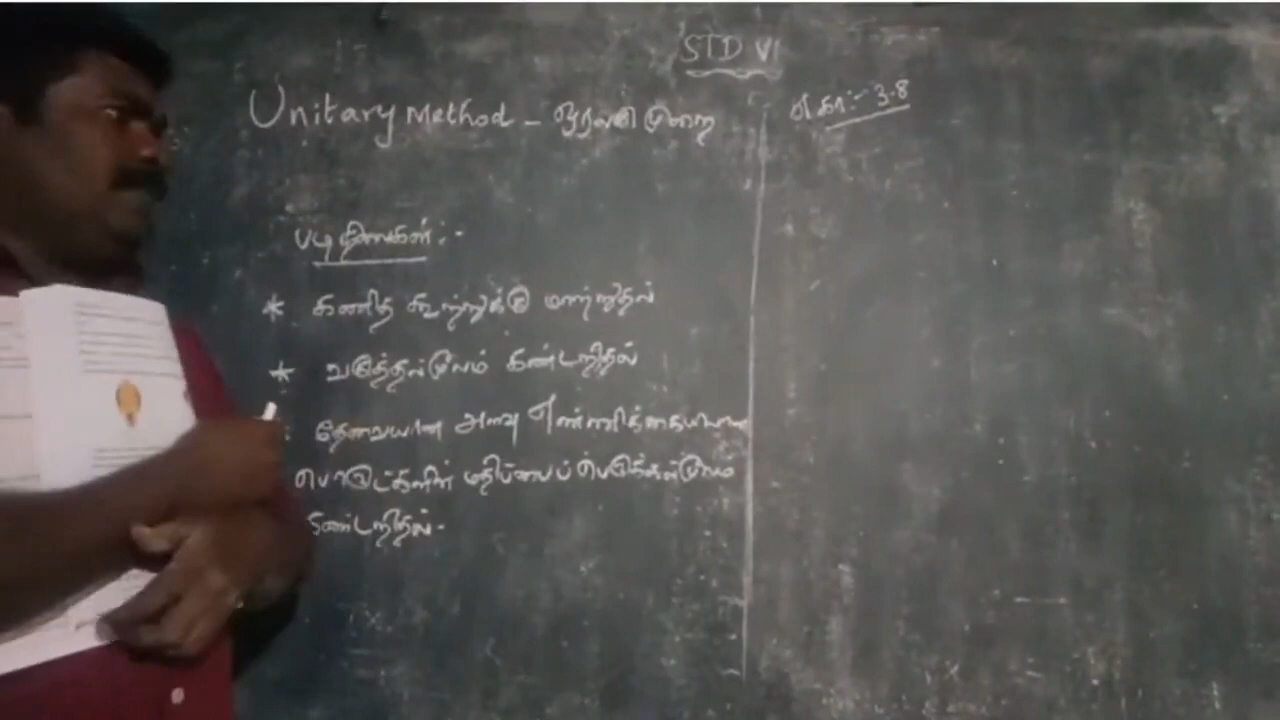 STD VI
Unitary Method - ஓரலகு முறை
படி நிலைகள்:-
* கணித கூற்றுக்கு மாற்றுதல்
* வகுத்தல் மூலம் கண்டறிதல்
தேவையான அளவு எண்ணிக்கையிலான
பொருட்களின் மதிப்பைப் பெருக்கல் மூலம்
கண்டறிதல்.
எ.கா:- 3.8